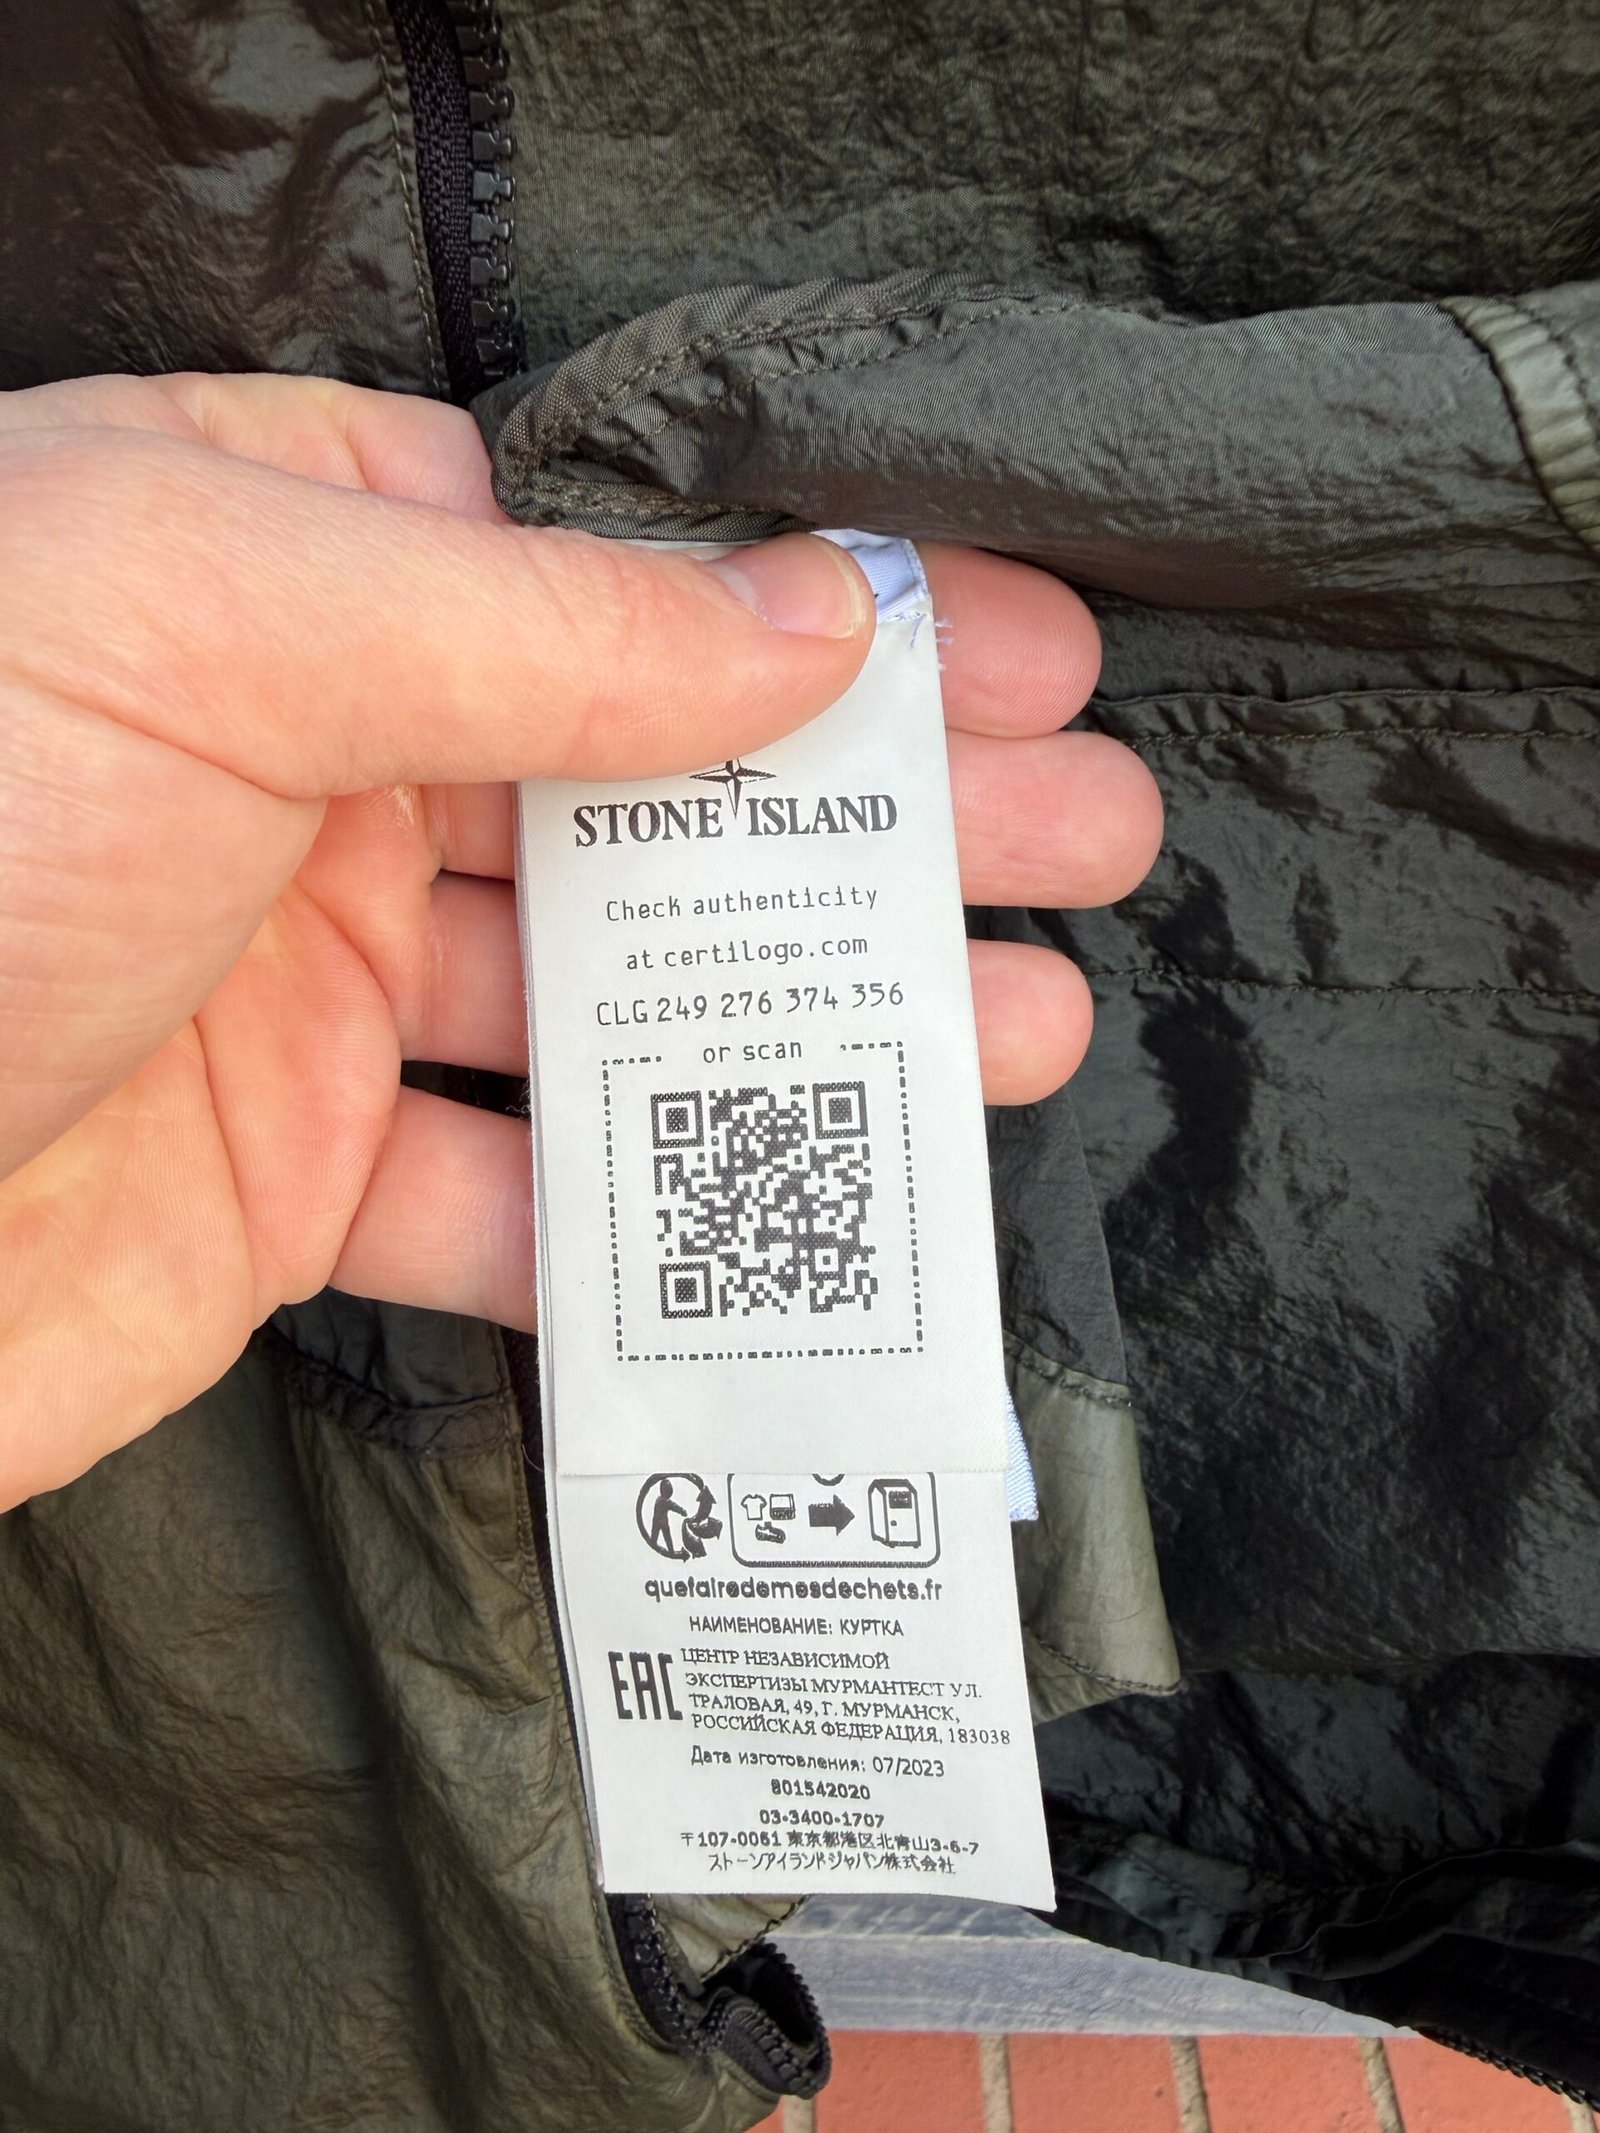 STONE ISLAND
Check authenticity
at certilogo.com
CLG 249 276 374 356
or scan
quefairedemesdechets.fr
НАИМЕНОВАНИЕ: КУРТКА
EAC
ЦЕНТР НЕЗАВИСИМОЙ
ЭКСПЕРТИЗЫ МУРМАНТЕСТ УЛ.
ТРАЛОВАЯ, 49, Г. МУРМАНСК,
РОССИЙСКАЯ ФЕДЕРАЦИЯ, 183038
Дата изготовления: 07/2023
801542020
03-3400-1707
〒107-0061 東京都港区北青山3-6-7
ストーンアイランドジャパン株式会社